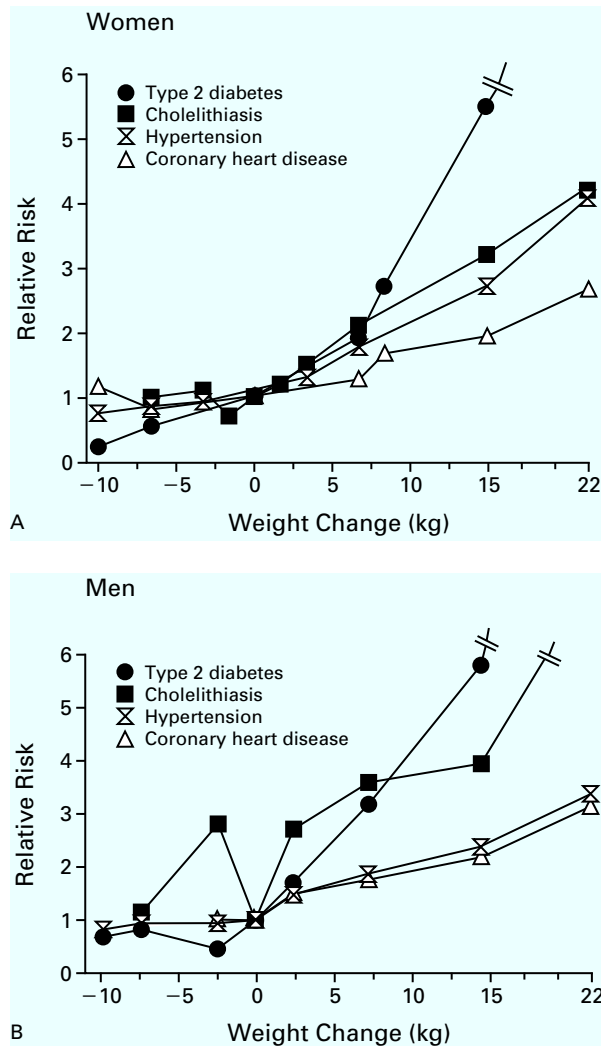 Women
6
5
4
3
2
1
0
Relative Risk
Type 2 diabetes
Cholelithiasis
Hypertension
Coronary heart disease
−10 −5 0 5 10 15 22
A
Weight Change (kg)
Men
6
5
4
3
2
1
0
Relative Risk
Type 2 diabetes
Cholelithiasis
Hypertension
Coronary heart disease
−10 −5 0 5 10 15 22
B
Weight Change (kg)